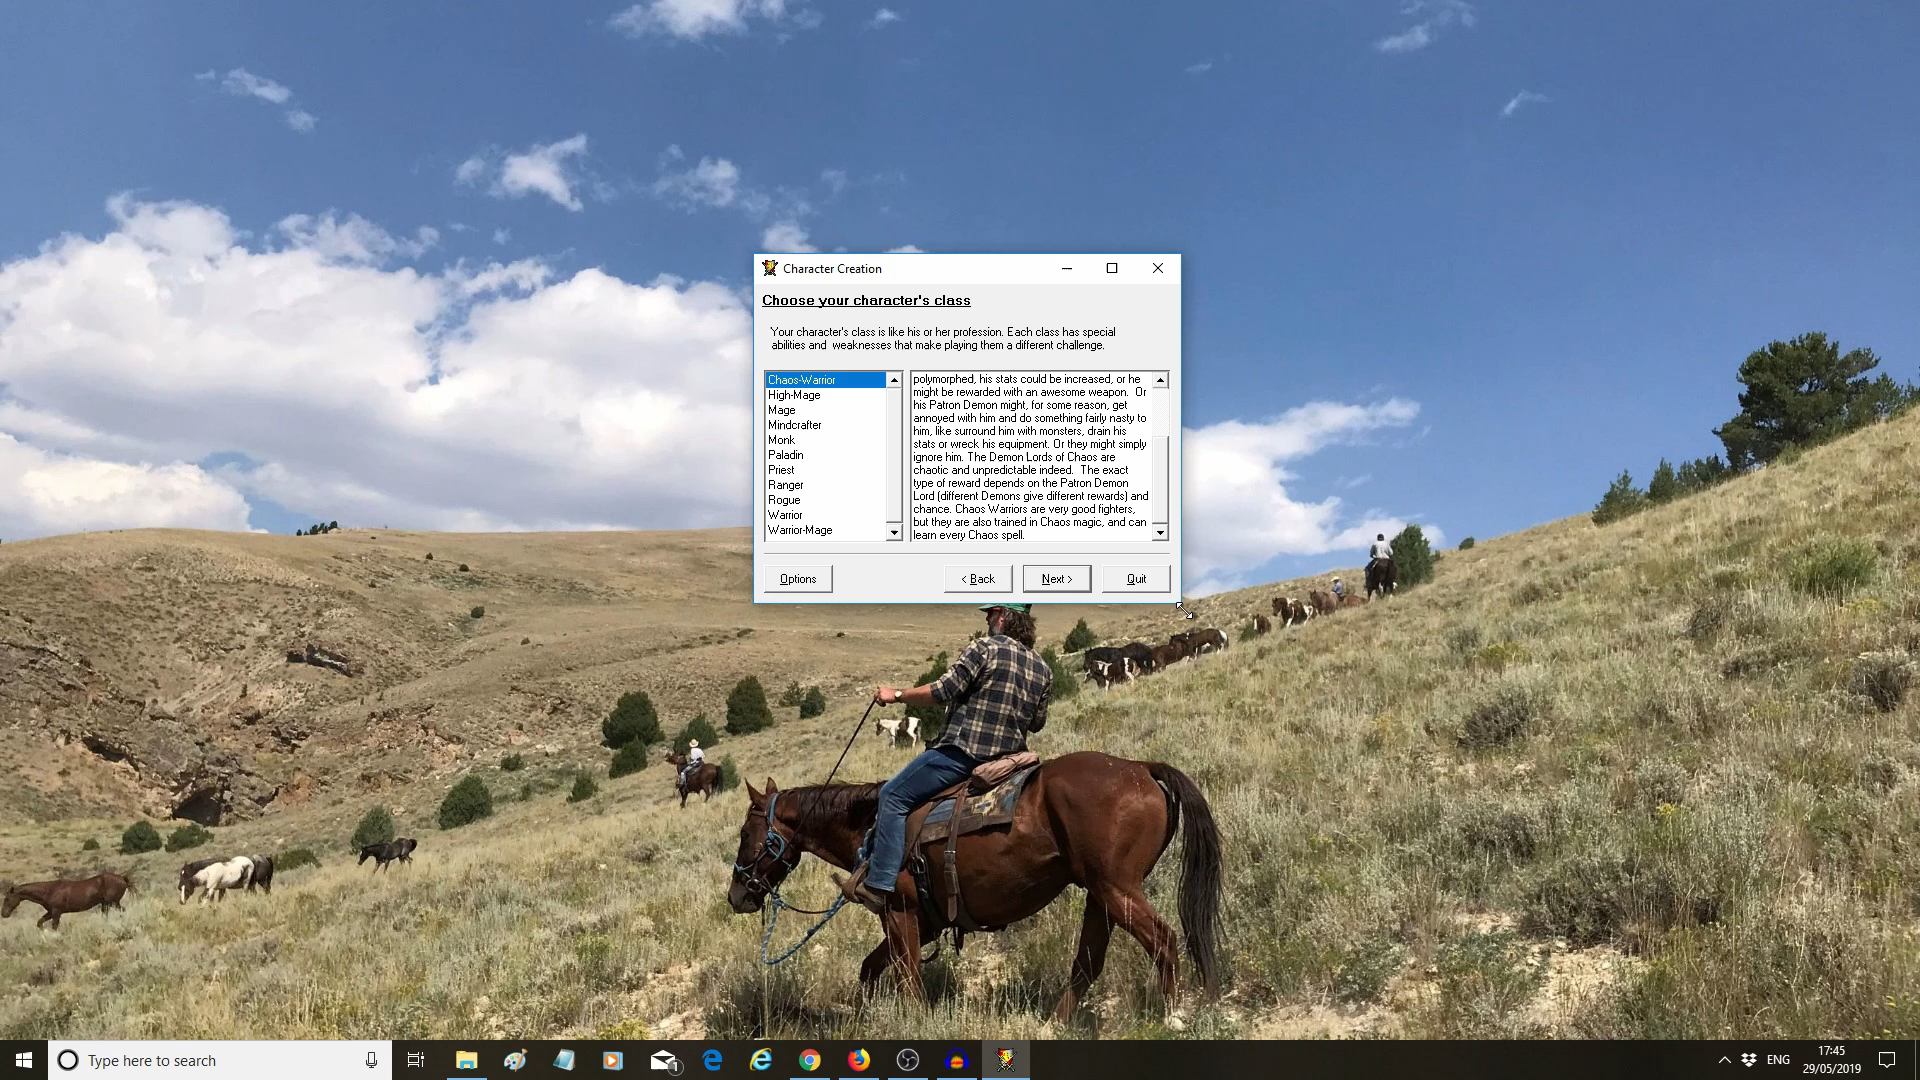 Character Creation
Choose your character's class
Your character's class is like his or her profession. Each class has special
abilities and  weaknesses that make playing them a different challenge.
Chaos-Warrior
High-Mage
Mage
Mindcrafter
Monk
Paladin
Priest
Ranger
Rogue
Warrior
Warrior-Mage
polymorphed, his stats could be increased, or he
might be rewarded with an awesome weapon.  Or
his Patron Demon might, for some reason, get
annoyed with him and do something fairly nasty to
him, like surround him with monsters, drain his
stats or wreck his equipment. Or they might simply
ignore him. The Demon Lords of Chaos are
chaotic and unpredictable indeed.  The exact
type of reward depends on the Patron Demon
Lord (different Demons give different rewards) and
chance. Chaos Warriors are very good fighters,
but they are also trained in Chaos magic, and can
learn every Chaos spell.
Options
< Back
Next >
Quit
Type here to search
1
ENG
17:45
29/05/2019